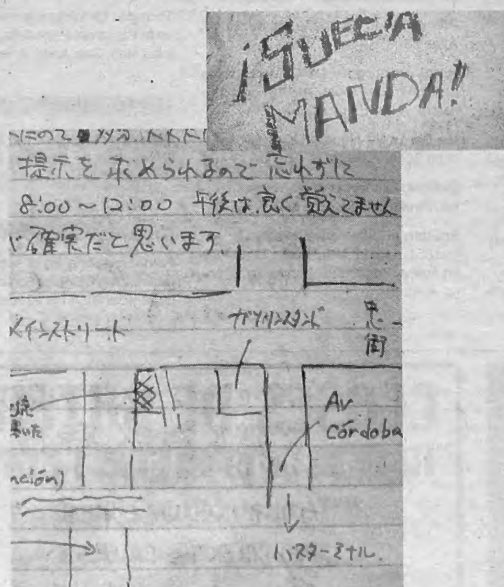 ¡SUECIA
MANDA!
提示を求められるので忘れずに
8:00~12:00 午後は良く覚えてません
確実だと思います。
メインストリート
ガソリンスタンド
街
Av
Córdoba
nción)
バスターミナル